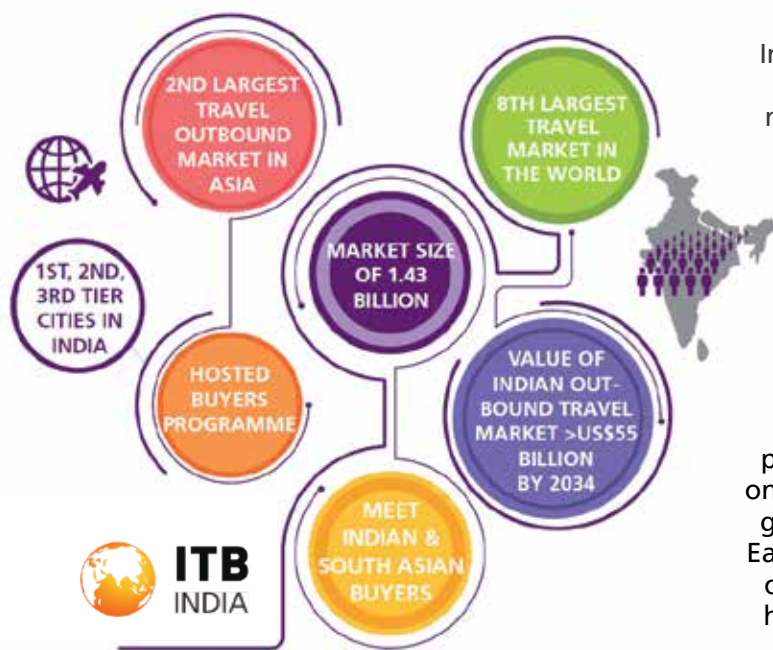 2ND LARGEST
TRAVEL
OUTBOUND
MARKET IN
ASIA
8TH LARGEST
TRAVEL
MARKET IN
THE WORLD
MARKET SIZE
OF 1.43
BILLION
1ST, 2ND,
3RD TIER
CITIES IN
INDIA
HOSTED
BUYERS
PROGRAMME
VALUE OF
INDIAN OUT-
BOUND TRAVEL
MARKET >US$55
BILLION
BY 2034
MEET
INDIAN &
SOUTH ASIAN
BUYERS
ITB
INDIA
on